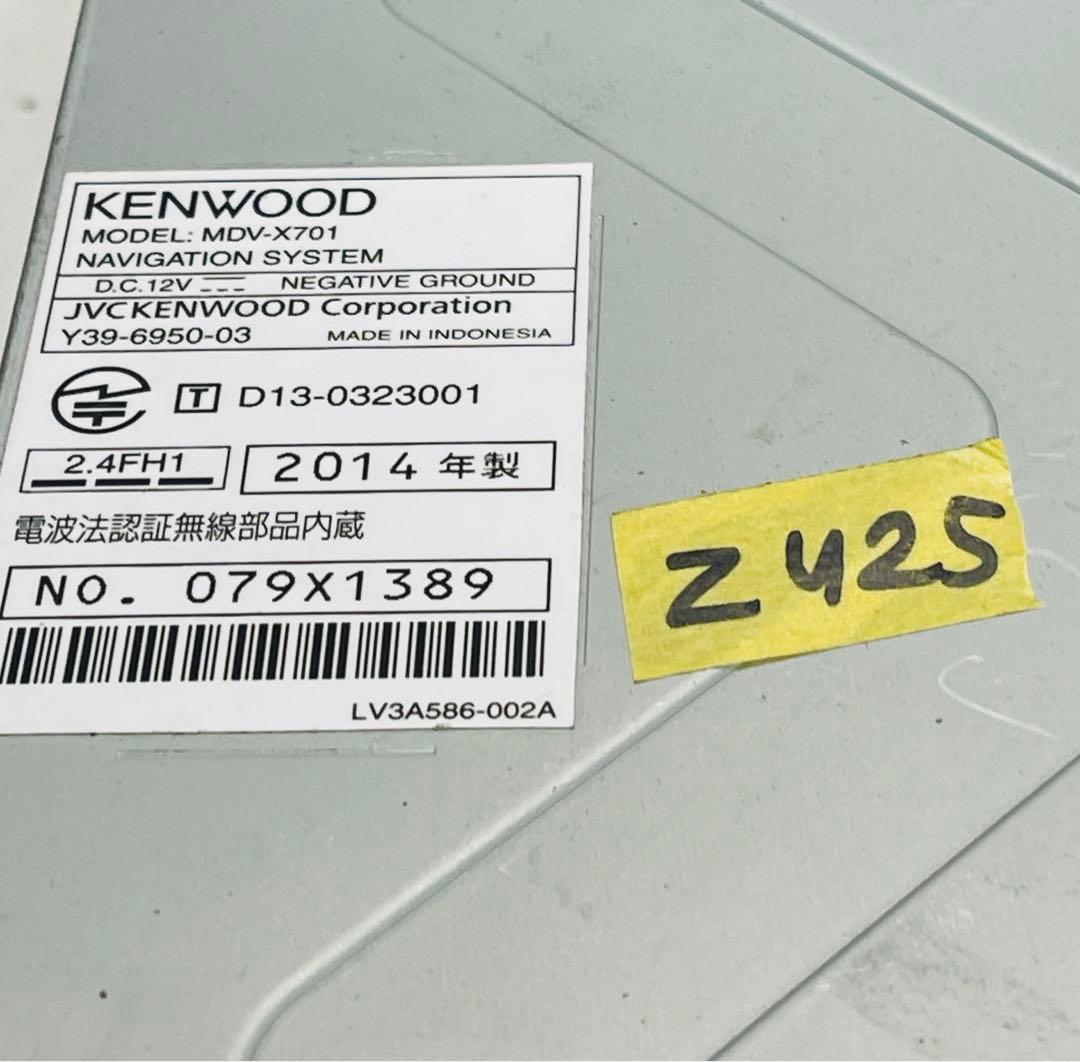 KENWOOD
MODEL: MDV-X701
NAVIGATION SYSTEM
D.C.12V NEGATIVE GROUND
JVCKENWOOD Corporation
Y39-6950-03 MADE IN INDONESIA
T D13-0323001
2.4FH1 2014 年製
電波法認証無線部品内蔵
NO. 079X1389
LV3A586-002A
Z425